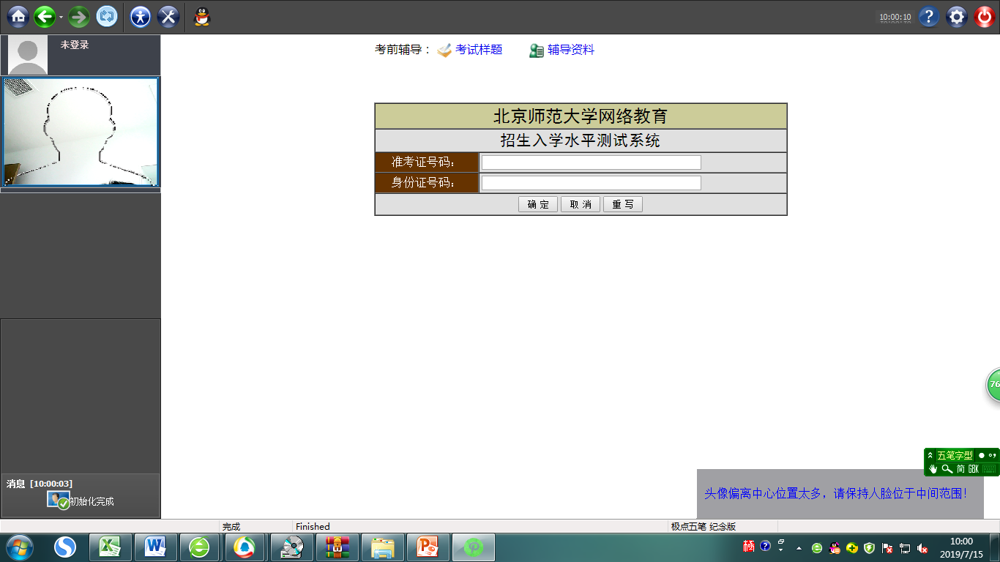 10:00:10
未登录
考前辅导： 考试样题 辅导资料
北京师范大学网络教育
招生入学水平测试系统
准考证号码：
身份证号码：
确 定 取 消 重 写
76
五笔字型
简 GBK
消息 [10:00:03]
初始化完成
头像偏离中心位置太多，请保持人脸位于中间范围！
完成 Finished 极点五笔 纪念版
极
10:00
2019/7/15